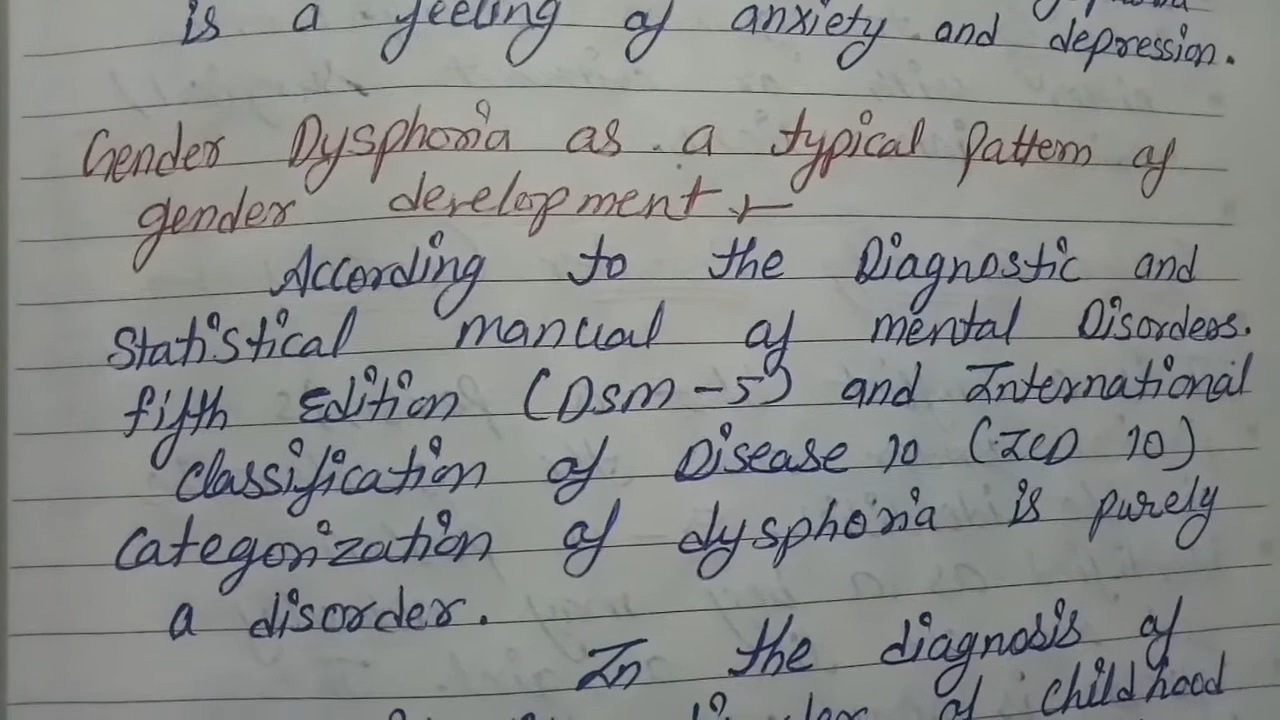 is a feeling of anxiety and depression.
Gender Dysphoria as a typical Pattern of
gender development :-
According to the Diagnostic and
Statistical manual of mental Disorders.
fifth Edition (DSM-5) and International
classification of Disease 10 (ICD 10)
categorization of dysphoria is purely
a disorder.
In the diagnosis of
of childhood